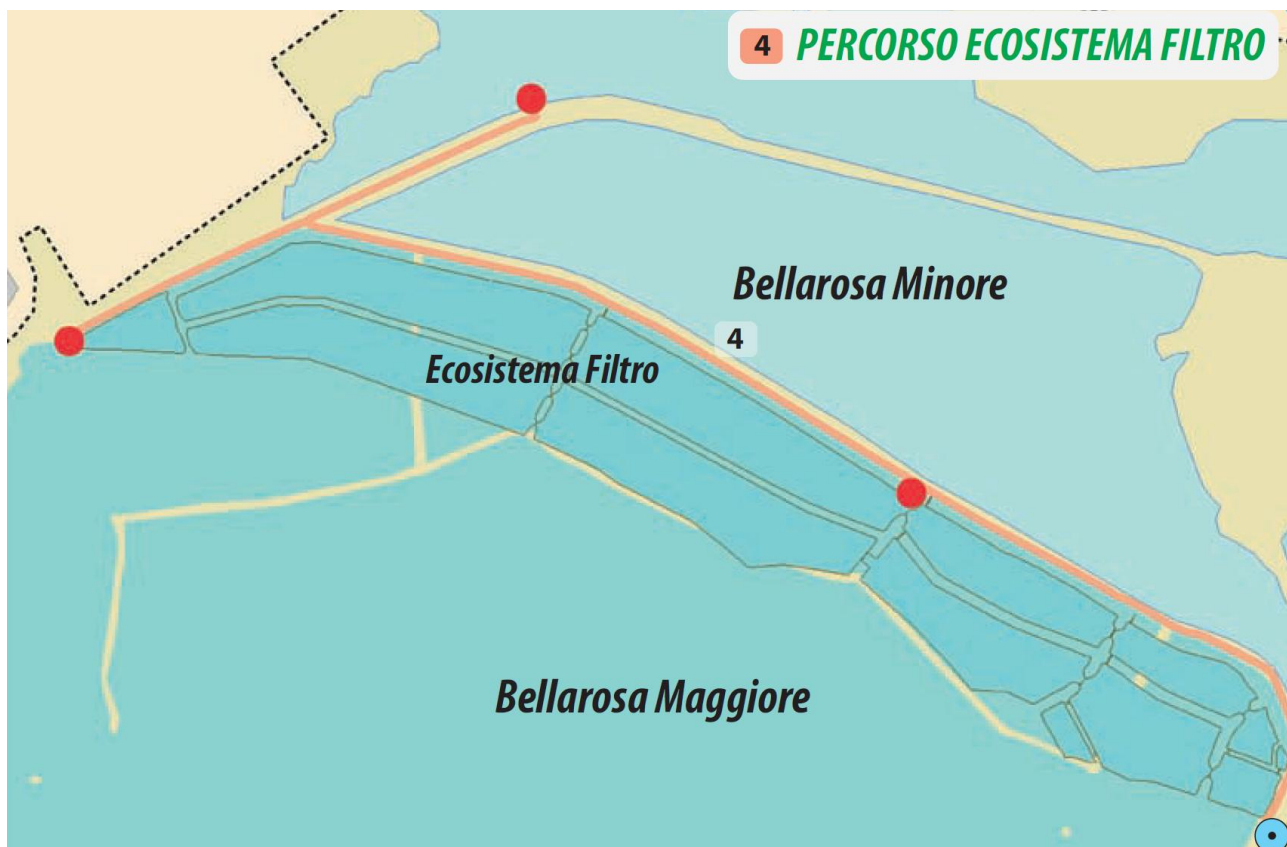 4 PERCORSO ECOSISTEMA FILTRO
Bellarosa Minore
4
Ecosistema Filtro
Bellarosa Maggiore